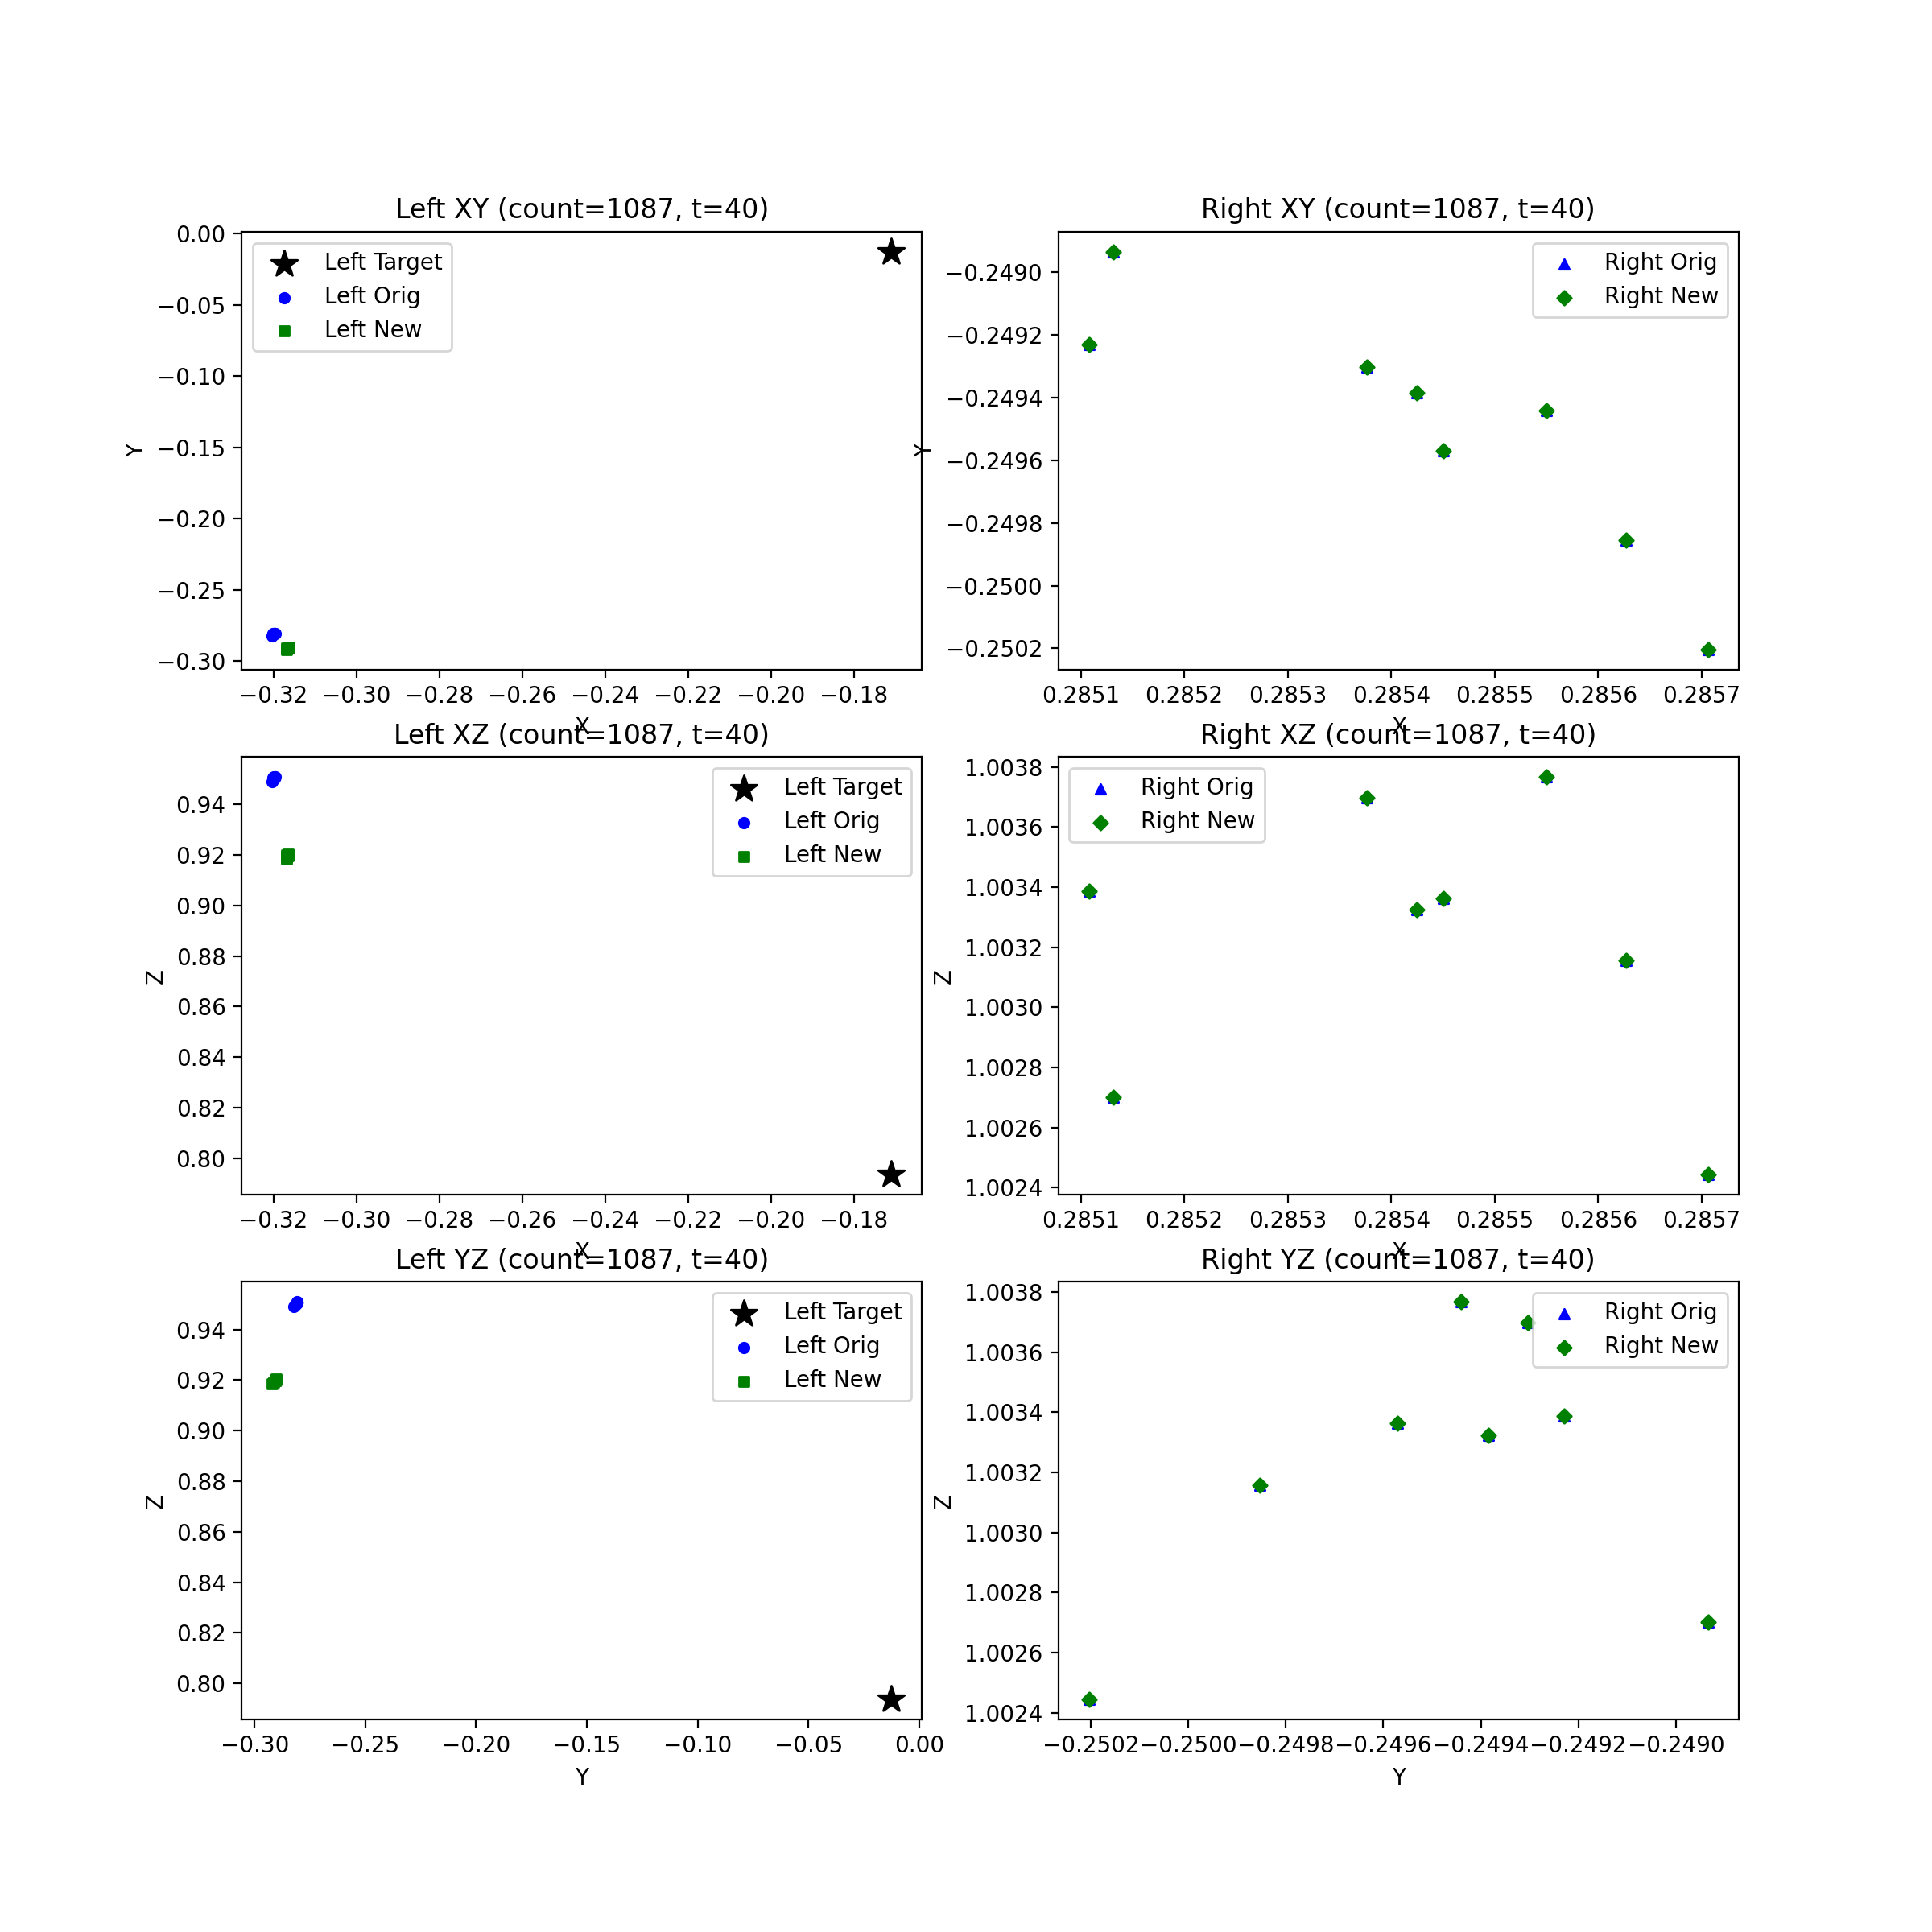 Left XY (count=1087, t=40)
0.00
−0.05
−0.10
−0.15
−0.20
−0.25
−0.30
Y
Left Target
Left Orig
Left New
−0.32
−0.30
−0.28
−0.26
−0.24
−0.22
−0.20
−0.18
X
Right XY (count=1087, t=40)
−0.2490
−0.2492
−0.2494
−0.2496
−0.2498
−0.2500
−0.2502
Y
Right Orig
Right New
0.2851
0.2852
0.2853
0.2854
0.2855
0.2856
0.2857
X
Left XZ (count=1087, t=40)
0.94
0.92
0.90
0.88
0.86
0.84
0.82
0.80
Z
Left Target
Left Orig
Left New
−0.32
−0.30
−0.28
−0.26
−0.24
−0.22
−0.20
−0.18
X
Right XZ (count=1087, t=40)
1.0038
1.0036
1.0034
1.0032
1.0030
1.0028
1.0026
1.0024
Z
Right Orig
Right New
0.2851
0.2852
0.2853
0.2854
0.2855
0.2856
0.2857
X
Left YZ (count=1087, t=40)
0.94
0.92
0.90
0.88
0.86
0.84
0.82
0.80
Z
Left Target
Left Orig
Left New
−0.30
−0.25
−0.20
−0.15
−0.10
−0.05
0.00
Y
Right YZ (count=1087, t=40)
1.0038
1.0036
1.0034
1.0032
1.0030
1.0028
1.0026
1.0024
Z
Right Orig
Right New
−0.2502
−0.2500
−0.2498
−0.2496
−0.2494
−0.2492
−0.2490
Y